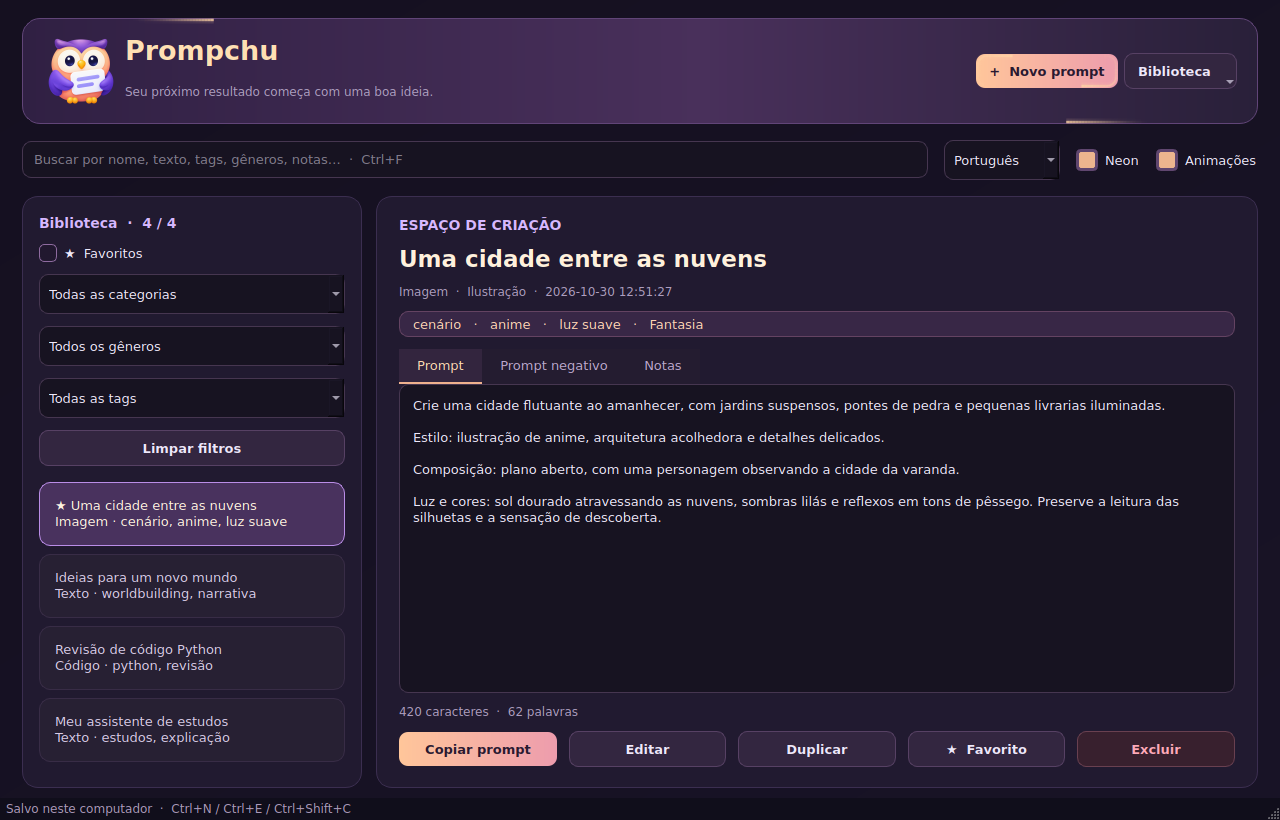 Prompchu
Seu próximo resultado começa com uma boa ideia.
+ Novo prompt
Biblioteca
Buscar por nome, texto, tags, gêneros, notas... · Ctrl+F
Português
Neon
Animações
Biblioteca · 4 / 4
★ Favoritos
Todas as categorias
Todos os gêneros
Todas as tags
Limpar filtros
★ Uma cidade entre as nuvens
Imagem · cenário, anime, luz suave
Ideias para um novo mundo
Texto · worldbuilding, narrativa
Revisão de código Python
Código · python, revisão
Meu assistente de estudos
Texto · estudos, explicação
ESPAÇO DE CRIAÇÃO
Uma cidade entre as nuvens
Imagem · Ilustração · 2026-10-30 12:51:27
cenário · anime · luz suave · Fantasia
Prompt
Prompt negativo
Notas
Crie uma cidade flutuante ao amanhecer, com jardins suspensos, pontes de pedra e pequenas livrarias iluminadas.
Estilo: ilustração de anime, arquitetura acolhedora e detalhes delicados.
Composição: plano aberto, com uma personagem observando a cidade da varanda.
Luz e cores: sol dourado atravessando as nuvens, sombras lilás e reflexos em tons de pêssego. Preserve a leitura das
silhuetas e a sensação de descoberta.
420 caracteres · 62 palavras
Copiar prompt
Editar
Duplicar
★ Favorito
Excluir
Salvo neste computador · Ctrl+N / Ctrl+E / Ctrl+Shift+C